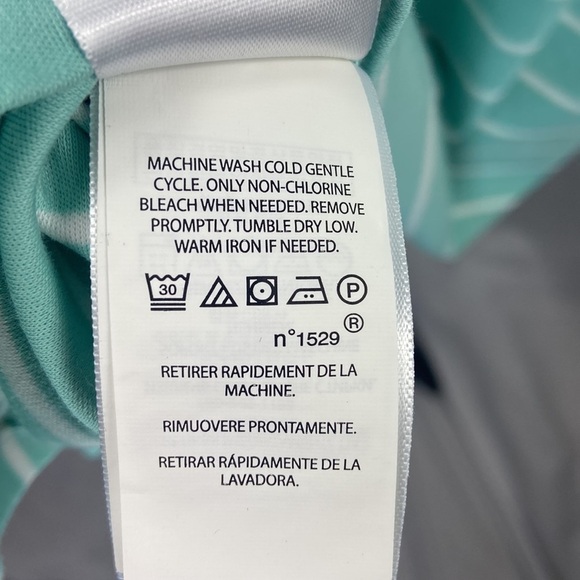 MACHINE WASH COLD GENTLE
CYCLE. ONLY NON-CHLORINE
BLEACH WHEN NEEDED. REMOVE
PROMPTLY. TUMBLE DRY LOW.
WARM IRON IF NEEDED.
30 P
n°1529 ®
RETIRER RAPIDEMENT DE LA
MACHINE.
RIMUOVERE PRONTAMENTE.
RETIRAR RÁPIDAMENTE DE LA
LAVADORA.